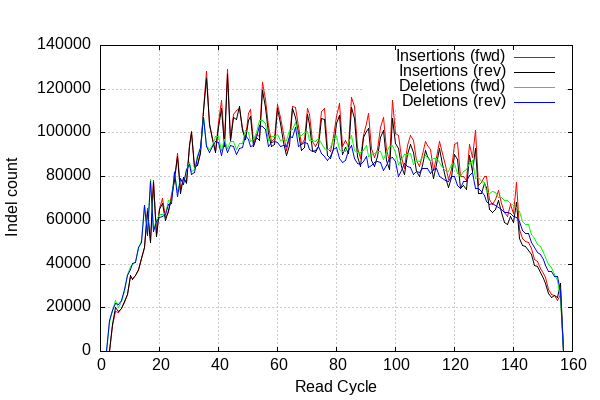 140000
120000
100000
80000
60000
40000
20000
0
Indel count
Insertions (fwd)
Insertions (rev)
Deletions (fwd)
Deletions (rev)
0 20 40 60 80 100 120 140 160
Read Cycle